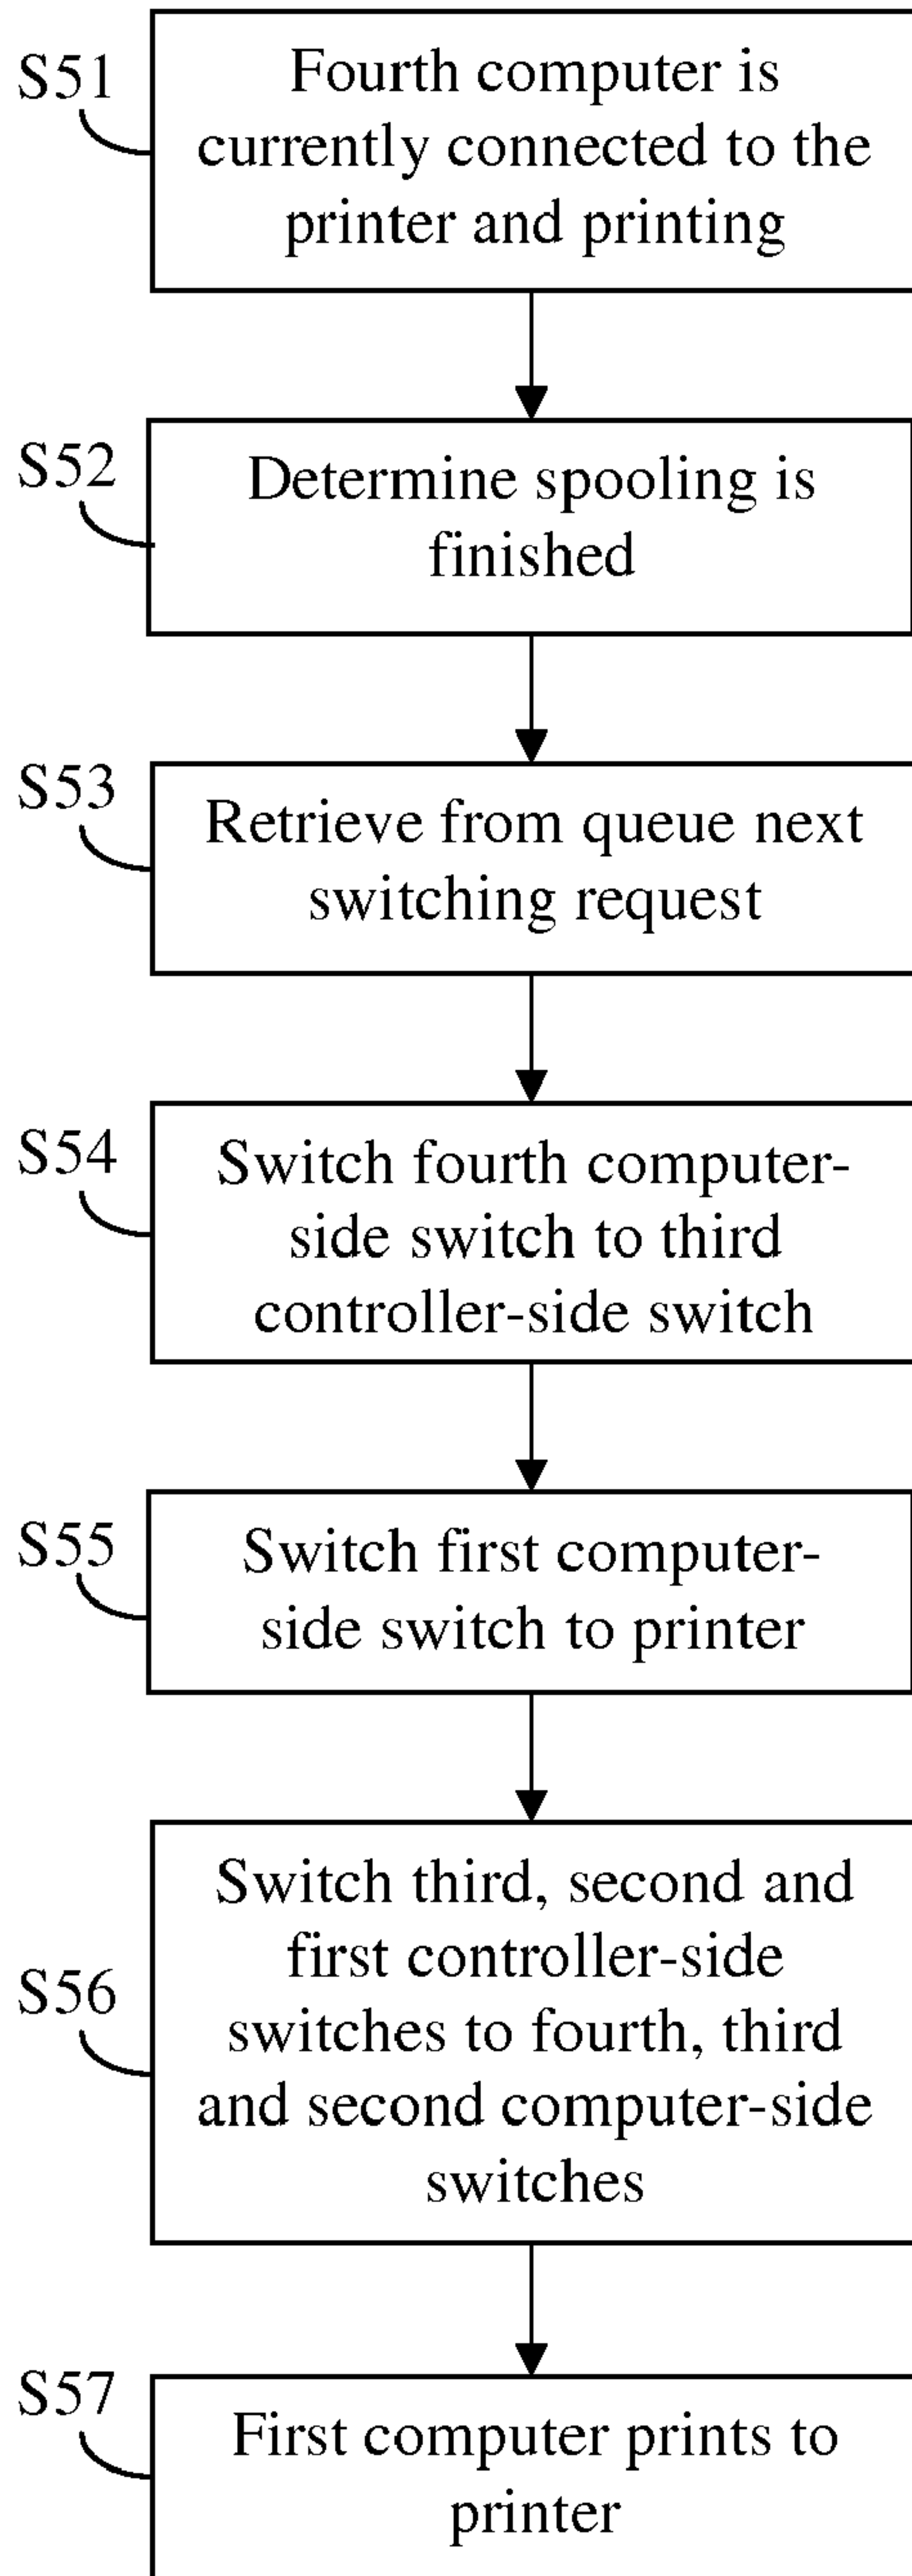 S51
Fourth computer is
currently connected to the
printer and printing
S52
Determine spooling is
finished
S53
Retrieve from queue next
switching request
S54
Switch fourth computer-
side switch to third
controller-side switch
S55
Switch first computer-
side switch to printer
S56
Switch third, second and
first controller-side
switches to fourth, third
and second computer-side
switches
S57
First computer prints to
printer